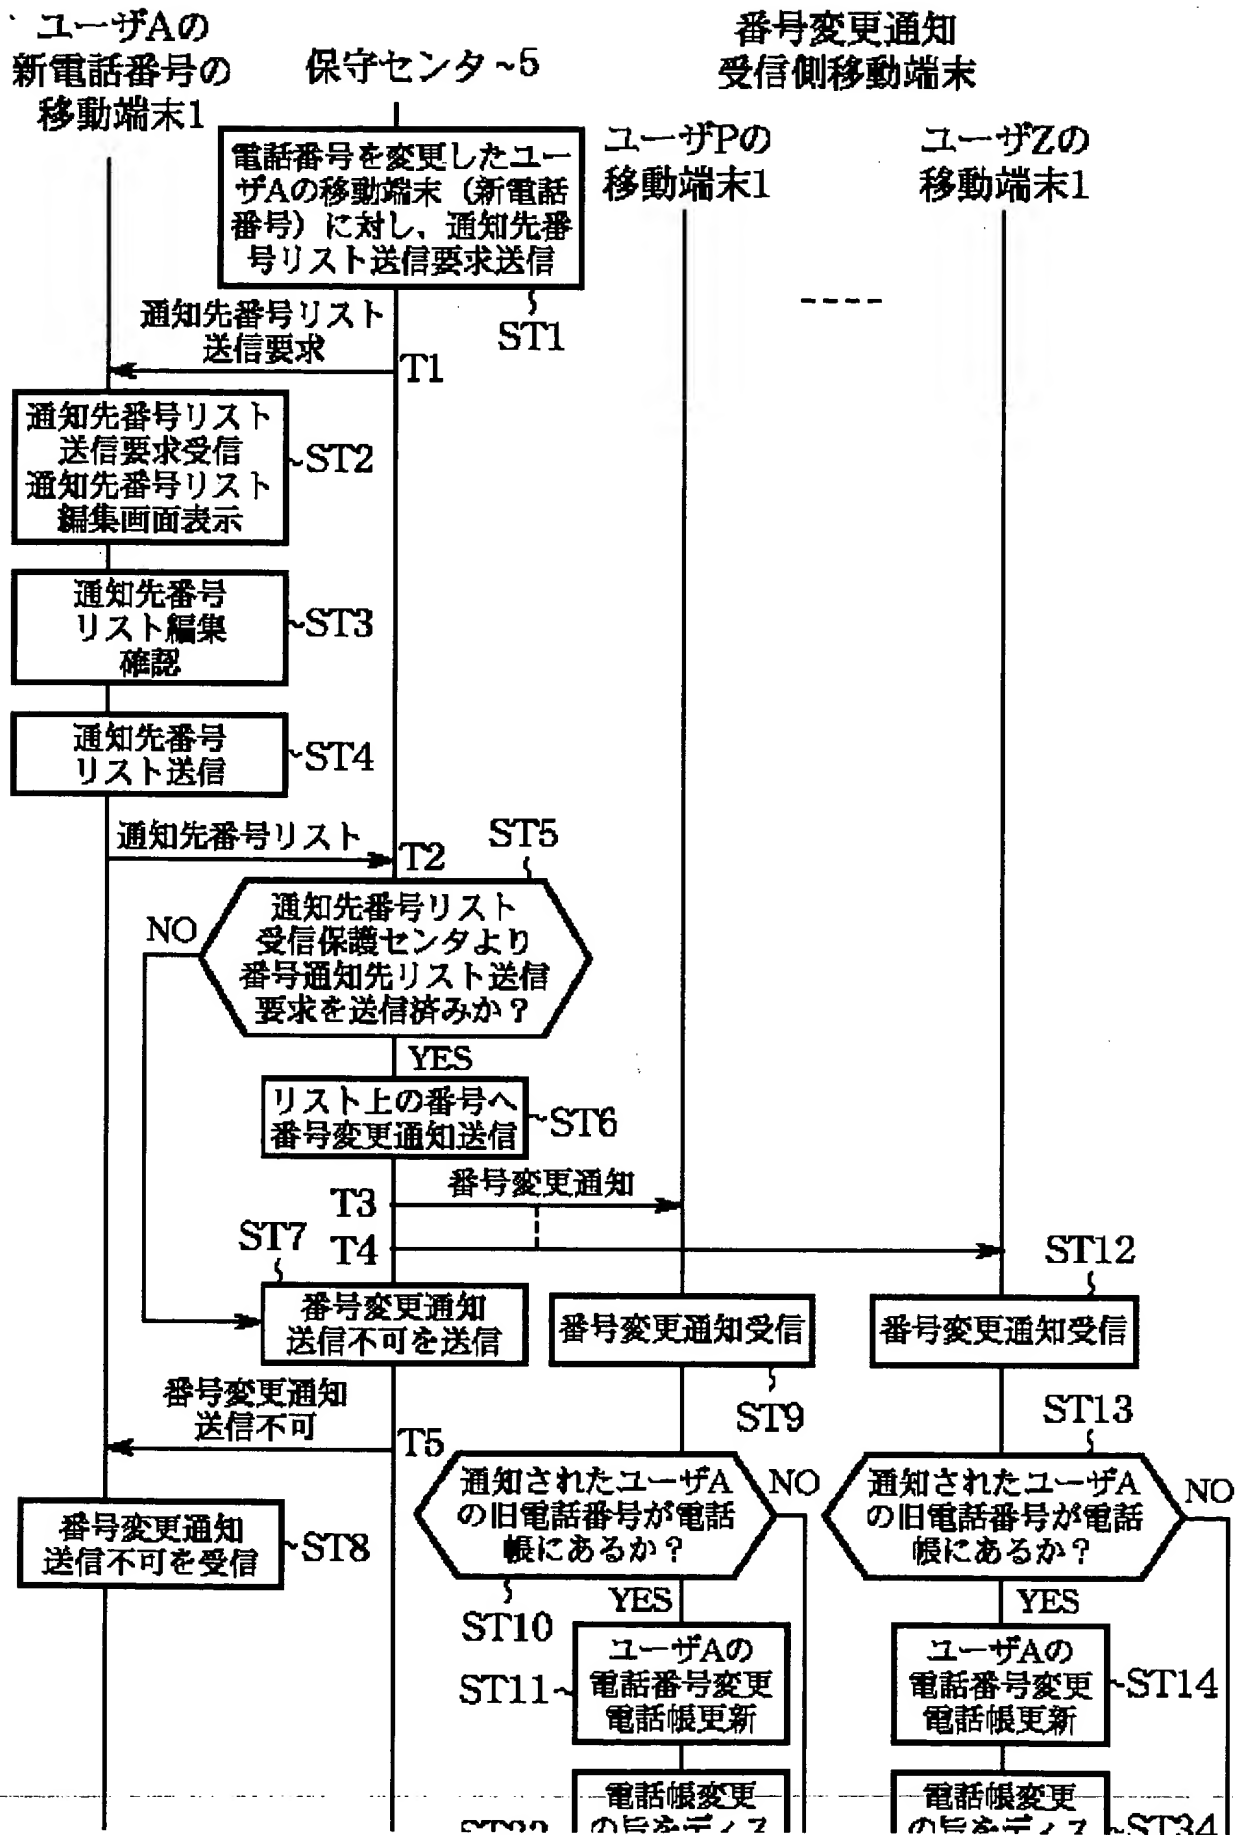 ユーザAの
新電話番号の
移動端末1
保守センタ~5
番号変更通知
受信側移動端末
ユーザPの
移動端末1
ユーザZの
移動端末1
電話番号を変更したユー
ザAの移動端末（新電話
番号）に対し、通知先番
号リスト送信要求送信
ST1
通知先番号リスト
送信要求
T1
通知先番号リスト
送信要求受信
通知先番号リスト
編集画面表示
~ST2
通知先番号
リスト編集
確認
~ST3
通知先番号
リスト送信
~ST4
通知先番号リスト
T2
ST5
通知先番号リスト
受信保護センタより
番号通知先リスト送信
要求を送信済みか？
NO
YES
リスト上の番号へ
番号変更通知送信
~ST6
番号変更通知
T3
T4
ST7
番号変更通知
送信不可を送信
番号変更通知受信
ST9
ST12
番号変更通知受信
番号変更通知
送信不可
T5
番号変更通知
送信不可を受信
~ST8
通知されたユーザA
の旧電話番号が電話
帳にあるか？
NO
ST10
YES
ST13
通知されたユーザA
の旧電話番号が電話
帳にあるか？
NO
YES
ST11~
ユーザAの
電話番号変更
電話帳更新
ユーザAの
電話番号変更
電話帳更新
~ST14
電話帳変更
の旨をディス
電話帳変更
の旨をディス
~ST34